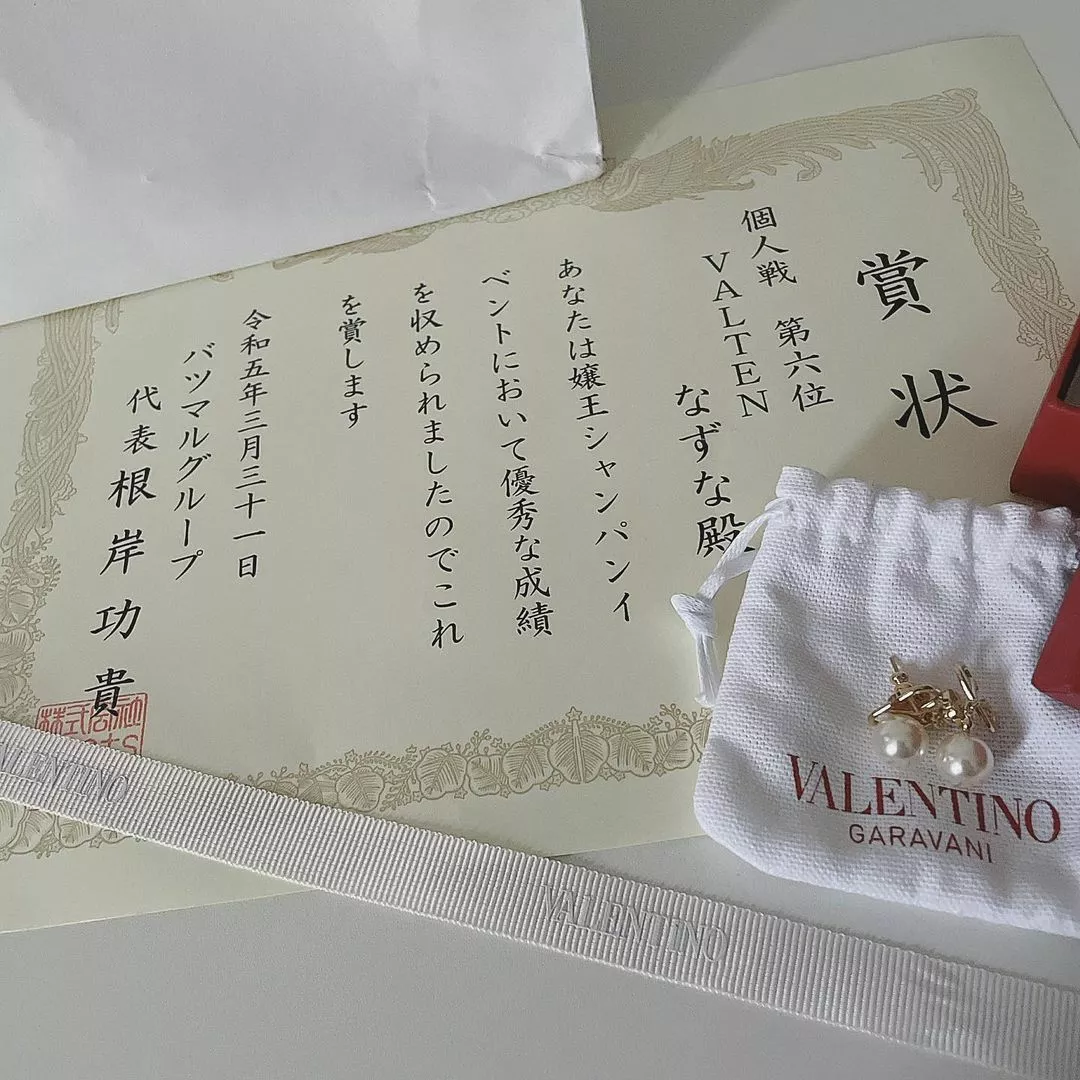 賞状
個人戦 第六位
VALTEN
なずな殿
あなたは嬢王シャンパンイ
ベントにおいて優秀な成績
を収められましたのでこれ
を賞します
令和五年三月三十一日
バツマルグループ
代表 根岸功貴
株式会社
VALENTINO
GARAVANI
VALENTINO
VALENTINO